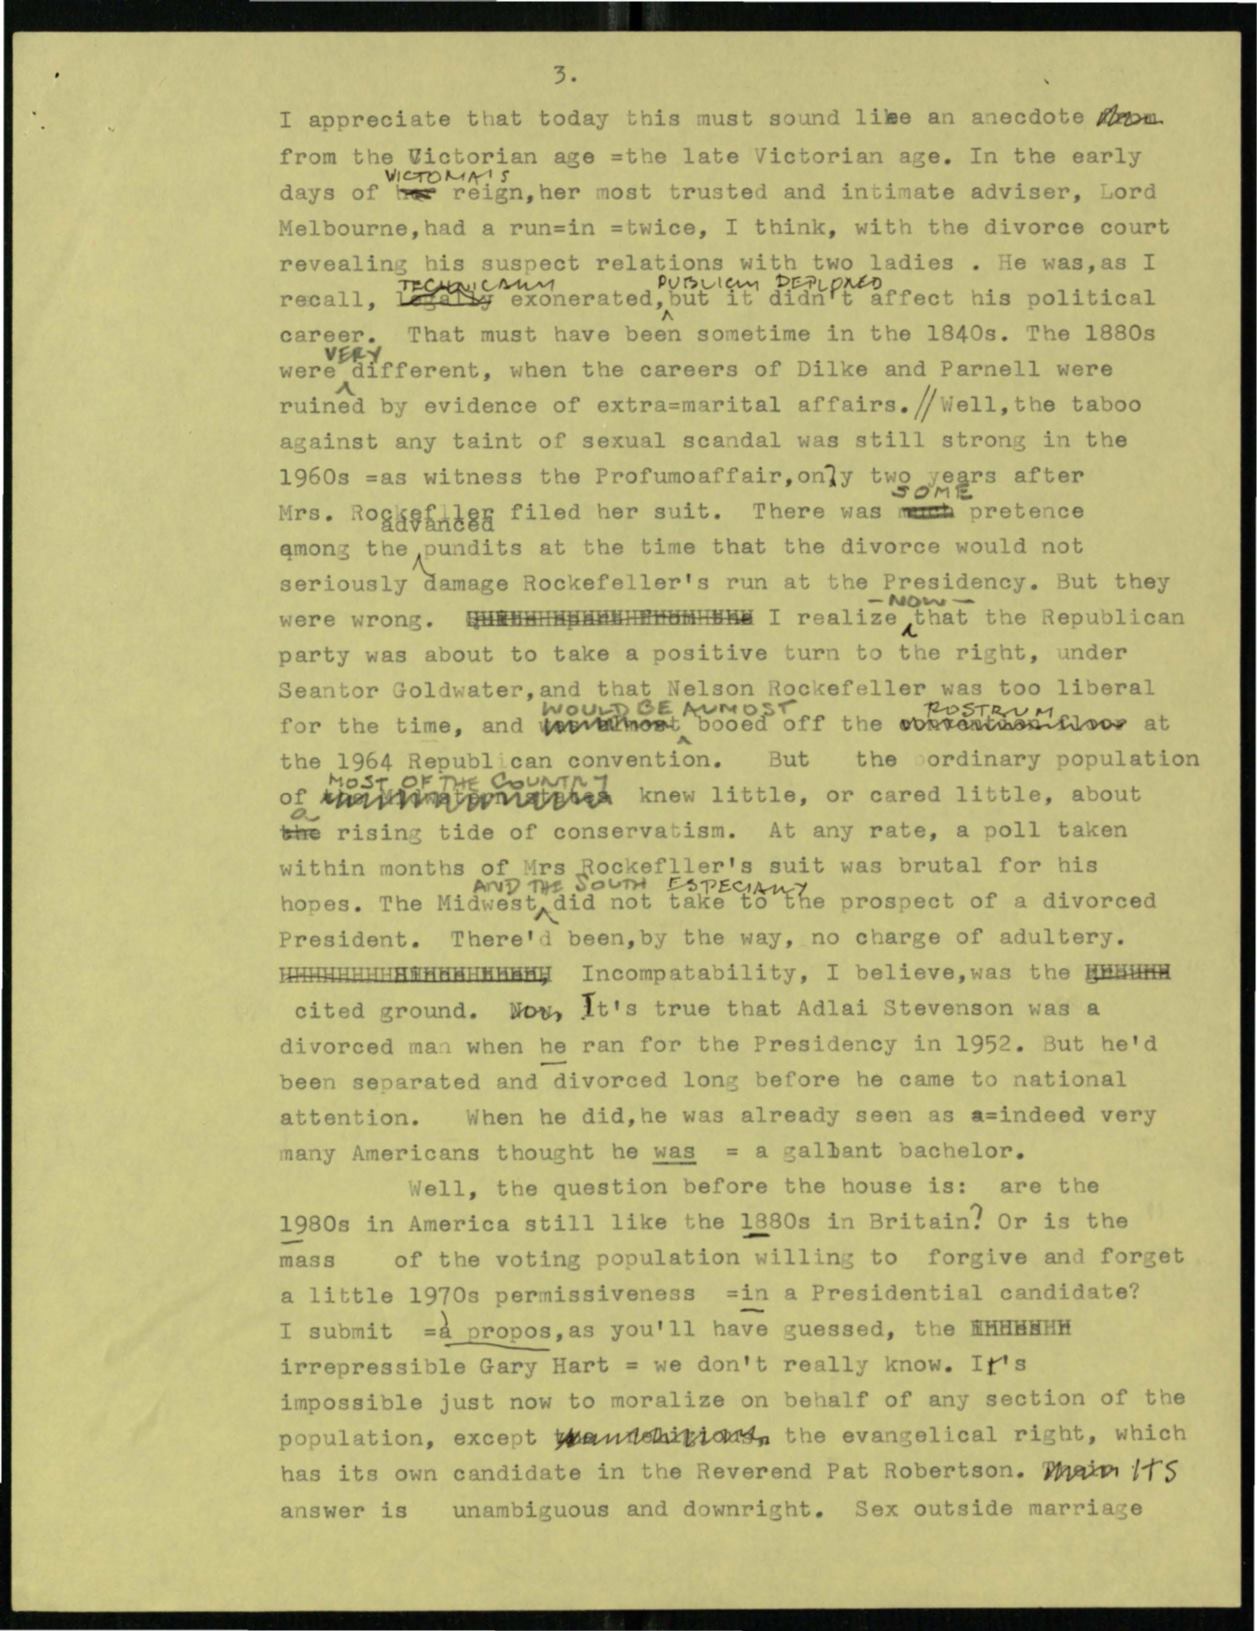 3.
I appreciate that today this must sound like an anecdote
from the Victorian age =the late Victorian age. In the early
VICTORIA'S
days of her reign,her most trusted and intimate adviser, Lord
Melbourne,had a run=in =twice, I think, with the divorce court
revealing his suspect relations with two ladies . He was,as I
TECHNICALLY PUBLICLY DEPLORED
recall, legally exonerated,but it didn't affect his political
career. That must have been sometime in the 1840s. The 1880s
VERY
were different, when the careers of Dilke and Parnell were
ruined by evidence of extra=marital affairs.//Well,the taboo
against any taint of sexual scandal was still strong in the
1960s =as witness the Profumoaffair,only two years after
SOME
Mrs. Rockefller filed her suit. There was much pretence
advanced
among the pundits at the time that the divorce would not
seriously damage Rockefeller's run at the Presidency. But they
-NOW-
were wrong. Quite apart from the I realize that the Republican
party was about to take a positive turn to the right, under
Seantor Goldwater,and that Nelson Rockefeller was too liberal
WOULD BE ALMOST ROSTRUM
for the time, and was almost booed off the convention floor at
the 1964 Republican convention. But the ordinary population
MOST OF THE COUNTRY
of knew little, or cared little, about
a
the rising tide of conservatism. At any rate, a poll taken
within months of Mrs Rockefller's suit was brutal for his
AND THE SOUTH ESPECIALLY
hopes. The Midwest did not take to the prospect of a divorced
President. There'd been,by the way, no charge of adultery.
Incompatability, I believe,was the
cited ground. Now, It's true that Adlai Stevenson was a
divorced man when he ran for the Presidency in 1952. But he'd
been separated and divorced long before he came to national
attention. When he did,he was already seen as a=indeed very
many Americans thought he was = a gallant bachelor.
Well, the question before the house is: are the
1980s in America still like the 1880s in Britain? Or is the
mass of the voting population willing to forgive and forget
a little 1970s permissiveness =in a Presidential candidate?
I submit =à propos,as you'll have guessed, the
irrepressible Gary Hart = we don't really know. It's
impossible just now to moralize on behalf of any section of the
population, except the evangelical right, which
has its own candidate in the Reverend Pat Robertson. Their ITS
answer is unambiguous and downright. Sex outside marriage